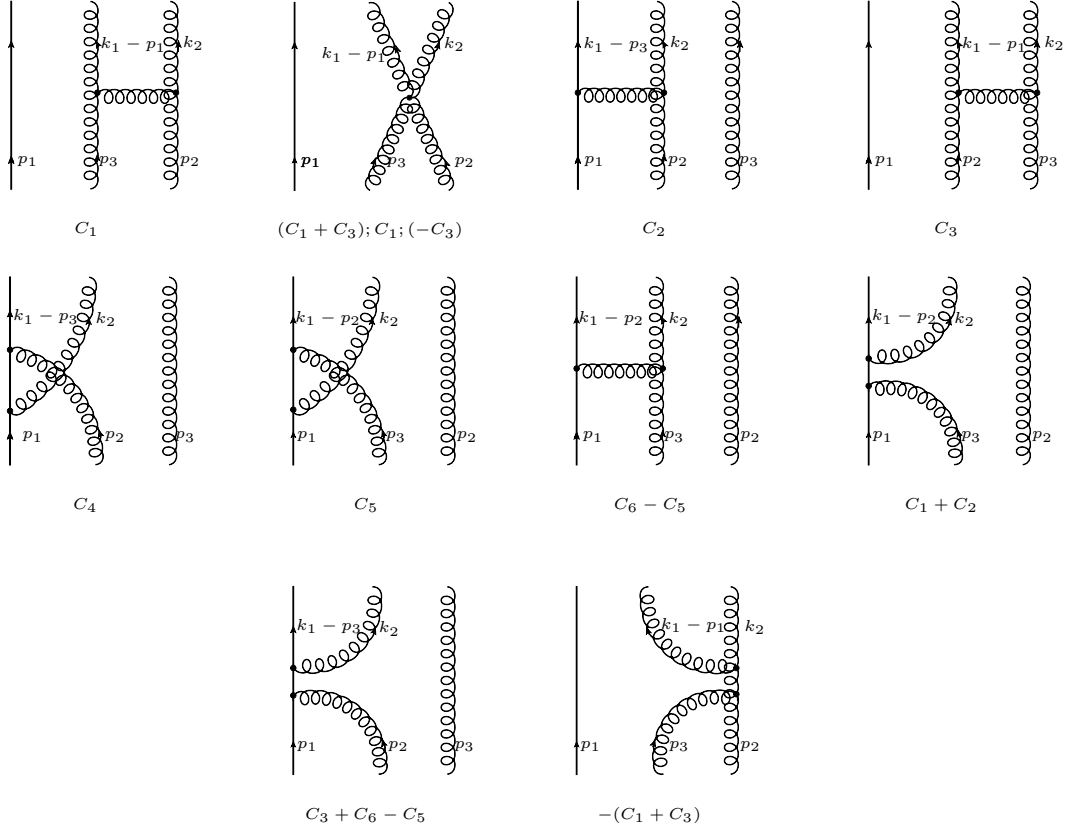 k₁ − p₁ k₂
p₁ p₃ p₂
C₁
k₁ − p₁ k₂
p₁ p₃ p₂
(C₁ + C₃); C₁; (−C₃)
k₁ − p₃ k₂
p₁ p₂ p₃
C₂
k₁ − p₁ k₂
p₁ p₂ p₃
C₃
k₁ − p₃ k₂
p₁ p₂ p₃
C₄
k₁ − p₂ k₂
p₁ p₃ p₂
C₅
k₁ − p₂ k₂
p₁ p₃ p₂
C₆ − C₅
k₁ − p₂ k₂
p₁ p₃ p₂
C₁ + C₂
k₁ − p₃ k₂
p₁ p₂ p₃
C₃ + C₆ − C₅
k₁ − p₁ k₂
p₁ p₃ p₂
−(C₁ + C₃)